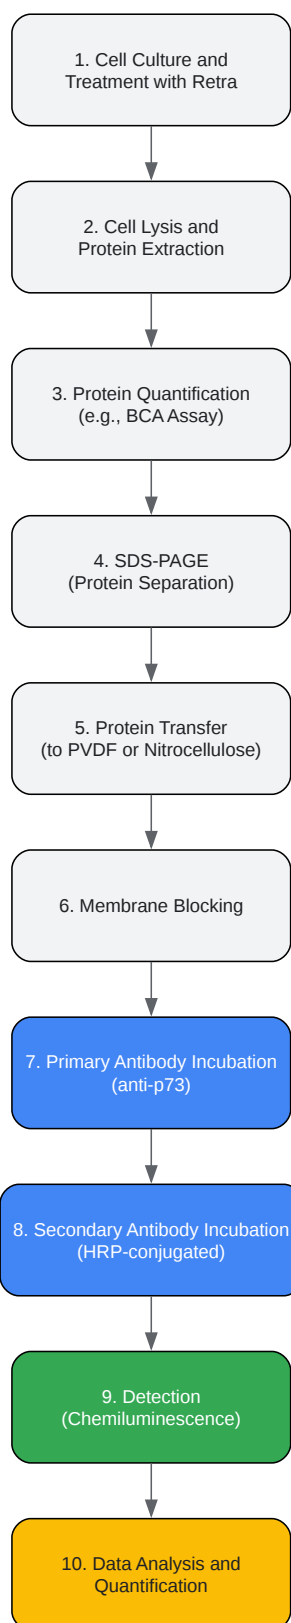 1. Cell Culture and
Treatment with Retra
2. Cell Lysis and
Protein Extraction
3. Protein Quantification
(e.g., BCA Assay)
4. SDS-PAGE
(Protein Separation)
5. Protein Transfer
(to PVDF or Nitrocellulose)
6. Membrane Blocking
7. Primary Antibody Incubation
(anti-p73)
8. Secondary Antibody Incubation
(HRP-conjugated)
9. Detection
(Chemiluminescence)
10. Data Analysis and
Quantification